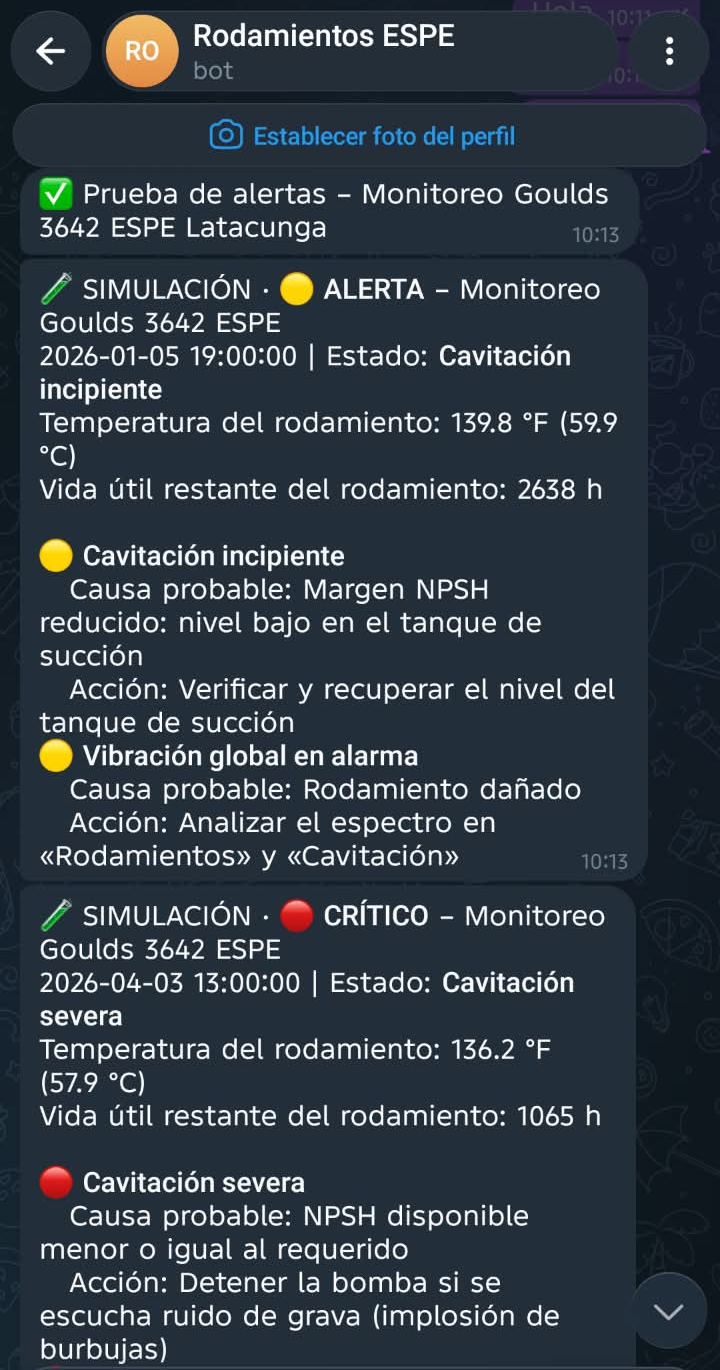 Hola 10:11
RO
Rodamientos ESPE
bot
Establecer foto del perfil
✅ Prueba de alertas – Monitoreo Goulds
3642 ESPE Latacunga
10:13
🧪 SIMULACIÓN · 🟡 ALERTA – Monitoreo
Goulds 3642 ESPE
2026-01-05 19:00:00 | Estado: Cavitación
incipiente
Temperatura del rodamiento: 139.8 °F (59.9
°C)
Vida útil restante del rodamiento: 2638 h
🟡 Cavitación incipiente
Causa probable: Margen NPSH
reducido: nivel bajo en el tanque de
succión
Acción: Verificar y recuperar el nivel del
tanque de succión
🟡 Vibración global en alarma
Causa probable: Rodamiento dañado
Acción: Analizar el espectro en
«Rodamientos» y «Cavitación»
10:13
🧪 SIMULACIÓN · 🔴 CRÍTICO – Monitoreo
Goulds 3642 ESPE
2026-04-03 13:00:00 | Estado: Cavitación
severa
Temperatura del rodamiento: 136.2 °F
(57.9 °C)
Vida útil restante del rodamiento: 1065 h
🔴 Cavitación severa
Causa probable: NPSH disponible
menor o igual al requerido
Acción: Detener la bomba si se
escucha ruido de grava (implosión de
burbujas)